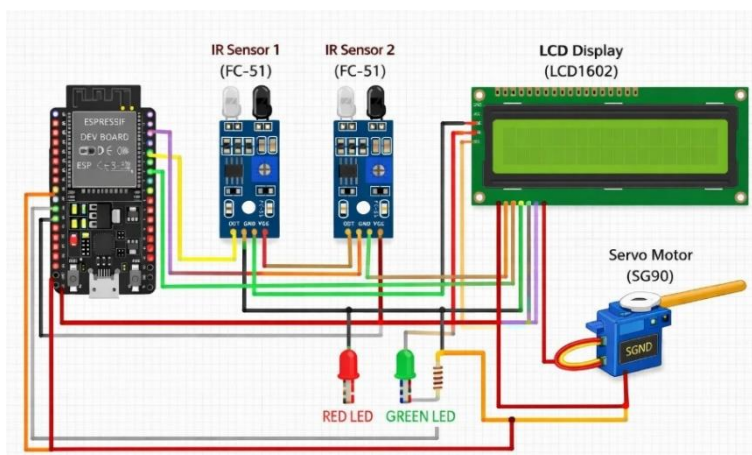 IR Sensor 1
(FC-51)
IR Sensor 2
(FC-51)
LCD Display
(LCD1602)
ESPRESSIF
DEV BOARD
ESP
OUT GND VCC
OUT GND VCC
Servo Motor
(SG90)
SGND
RED LED
GREEN LED